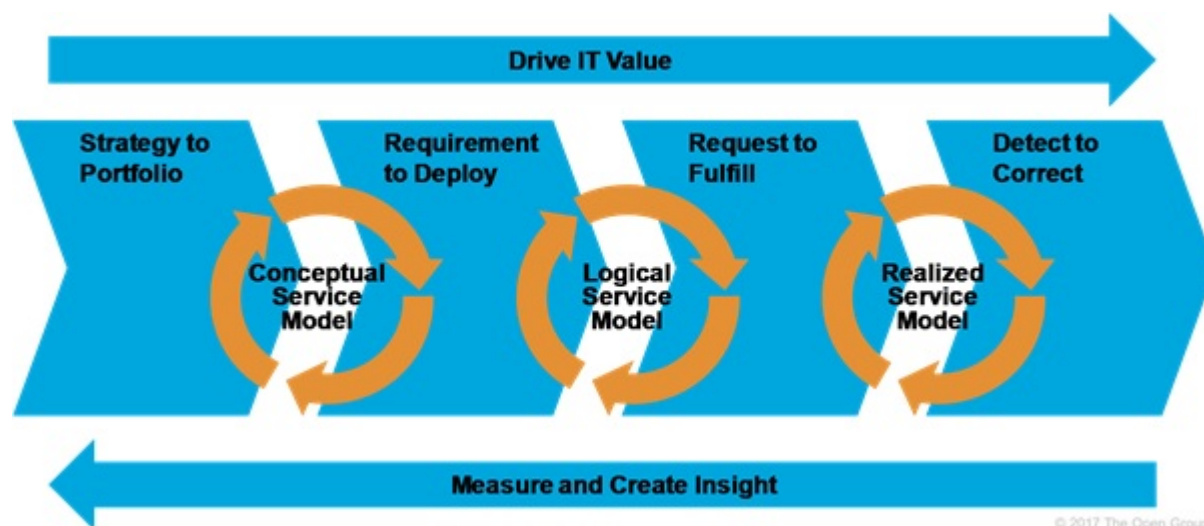 Drive IT Value
Strategy to
Portfolio
Requirement
to Deploy
Request to
Fulfill
Detect to
Correct
Conceptual
Service
Model
Logical
Service
Model
Realized
Service
Model
Measure and Create Insight
© 2017 The Open Grou